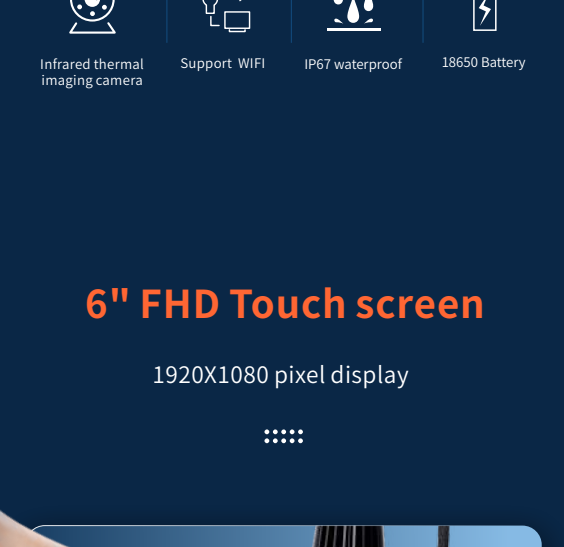 Infrared thermal
imaging camera
Support WIFI
IP67 waterproof
18650 Battery
6" FHD Touch screen
1920X1080 pixel display